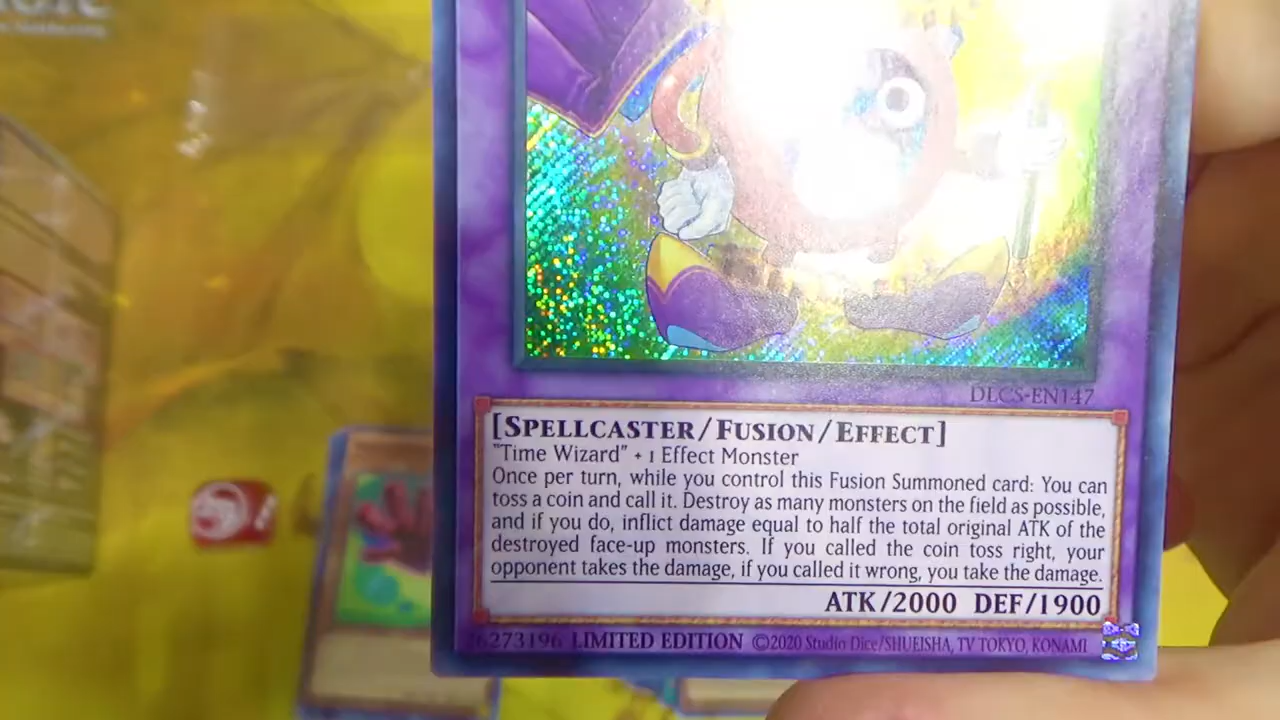 DLCS-EN147
[SPELLCASTER/FUSION/EFFECT]
"Time Wizard" + 1 Effect Monster
Once per turn, while you control this Fusion Summoned card: You can
toss a coin and call it. Destroy as many monsters on the field as possible,
and if you do, inflict damage equal to half the total original ATK of the
destroyed face-up monsters. If you called the coin toss right, your
opponent takes the damage, if you called it wrong, you take the damage.
ATK/2000 DEF/1900
26273196 LIMITED EDITION ©2020 Studio Dice/SHUEISHA, TV TOKYO, KONAMI